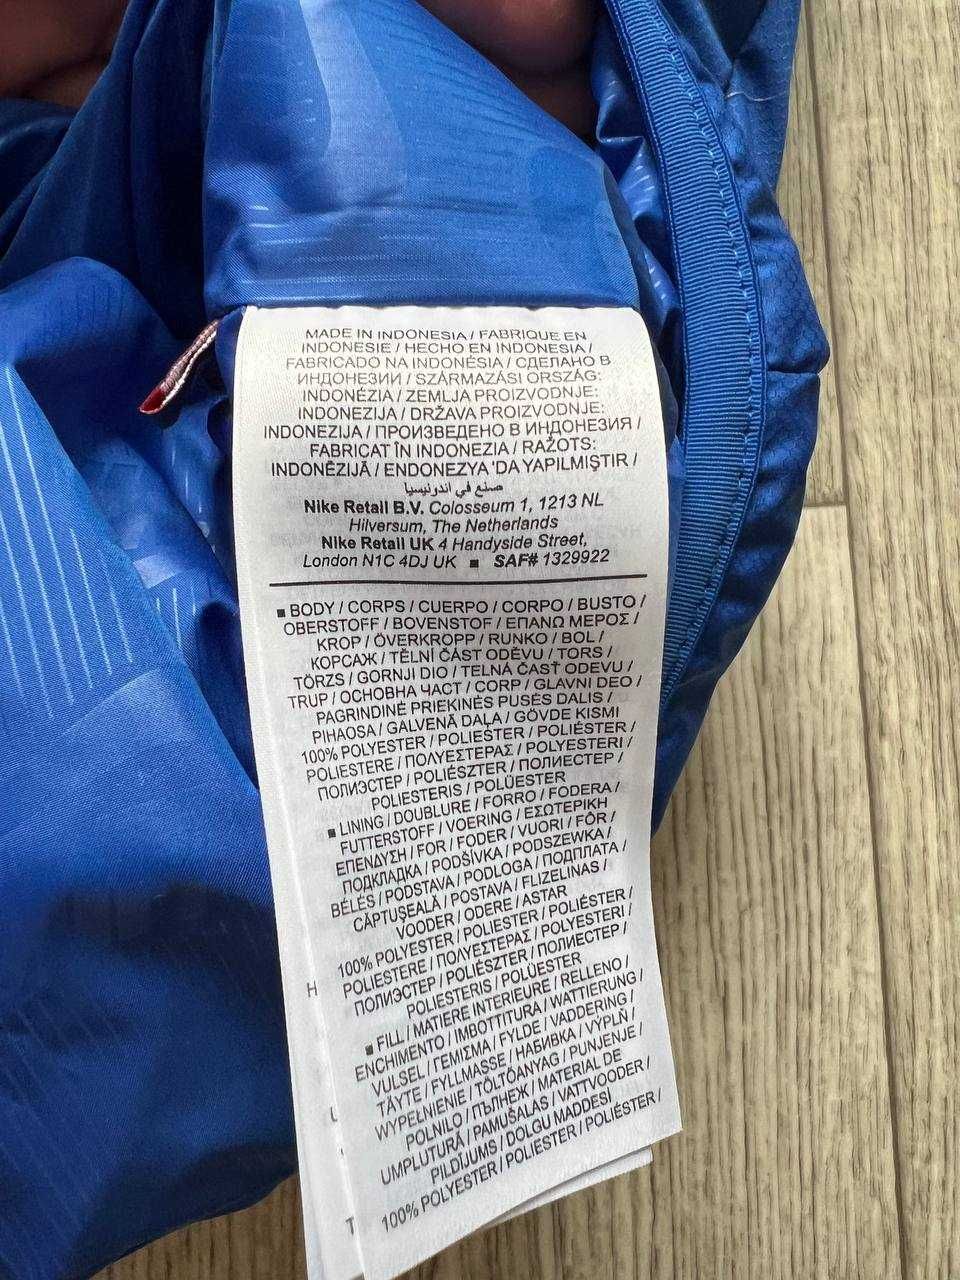 MADE IN INDONESIA / FABRIQUE EN
INDONESIE / HECHO EN INDONESIA /
FABRICADO NA INDONÉSIA / СДЕЛАНО В
ИНДОНЕЗИИ / SZÁRMAZÁSI ORSZÁG:
INDONÉZIA / ZEMLJA PROIZVODNJE:
INDONEZIJA / DRŽAVA PROIZVODNJE:
INDONEZIJA / ПРОИЗВЕДЕНО В ИНДОНЕЗИЯ /
FABRICAT ÎN INDONEZIA / RAŽOTS:
INDONĒZIJĀ / ENDONEZYA 'DA YAPILMIŞTIR /
صنع في اندونيسيا
Nike Retail B.V. Colosseum 1, 1213 NL
Hilversum, The Netherlands
Nike Retail UK 4 Handyside Street,
London N1C 4DJ UK ■ SAF# 1329922
■ BODY / CORPS / CUERPO / CORPO / BUSTO /
OBERSTOFF / BOVENSTOF / ΕΠΑΝΩ ΜΕΡΟΣ /
KROP / ÖVERKROPP / RUNKO / BOL /
КОРСАЖ / TĚLNÍ ČÁST ODĚVU / TORS /
TÖRZS / GORNJI DIO / TELNÁ ČASŤ ODEVU /
TRUP / ОСНОВНА ЧАСТ / CORP / GLAVNI DEO /
PAGRINDINĖ PRIEKINĖS PUSĖS DALIS /
PIHAOSA / GALVENĀ DAĻA / GÖVDE KISMI
100% POLYESTER / POLIESTER / POLIÉSTER /
POLIESTERE / ΠΟΛΥΕΣΤΕΡΑΣ / POLYESTERI /
ПОЛИЭСТЕР / POLIÉSZTER / ПОЛИЕСТЕР /
POLIESTERIS / POLÜESTER
■ LINING / DOUBLURE / FORRO / FODERA /
FUTTERSTOFF / VOERING / ΕΣΩΤΕΡΙΚΗ
ΕΠΕΝΔΥΣΗ / FOR / FODER / VUORI / FÔR /
ПОДКЛАДКА / PODŠÍVKA / PODSZEWKA /
BÉLÉS / PODSTAVA / PODLOGA / ПОДПЛАТА /
CĂPTUŞEALĂ / POSTAVA / FLIZELINAS /
VOODER / ODERE / ASTAR
100% POLYESTER / POLIESTER / POLIÉSTER /
POLIESTERE / ΠΟΛΥΕΣΤΕΡΑΣ / POLYESTERI /
ПОЛИЭСТЕР / POLIÉSZTER / ПОЛИЕСТЕР /
POLIESTERIS / POLÜESTER
■ FILL / MATIERE INTERIEURE / RELLENO /
ENCHIMENTO / IMBOTTITURA / WATTIERUNG /
VULSEL / ΓΕΜΙΣΜΑ / FYLDE / VADDERING /
TÄYTE / FYLLMASSE / НАБИВКА / VÝPLŇ /
WYPEŁNIENIE / TÖLTŐANYAG / PUNJENJE /
POLNILO / ПЪЛНЕЖ / MATERIAL DE
UMPLUTURĂ / PAMUŠALAS / VATTVOODER /
PILDĪJUMS / DOLGU MADDESİ
100% POLYESTER / POLIESTER / POLIÉSTER /